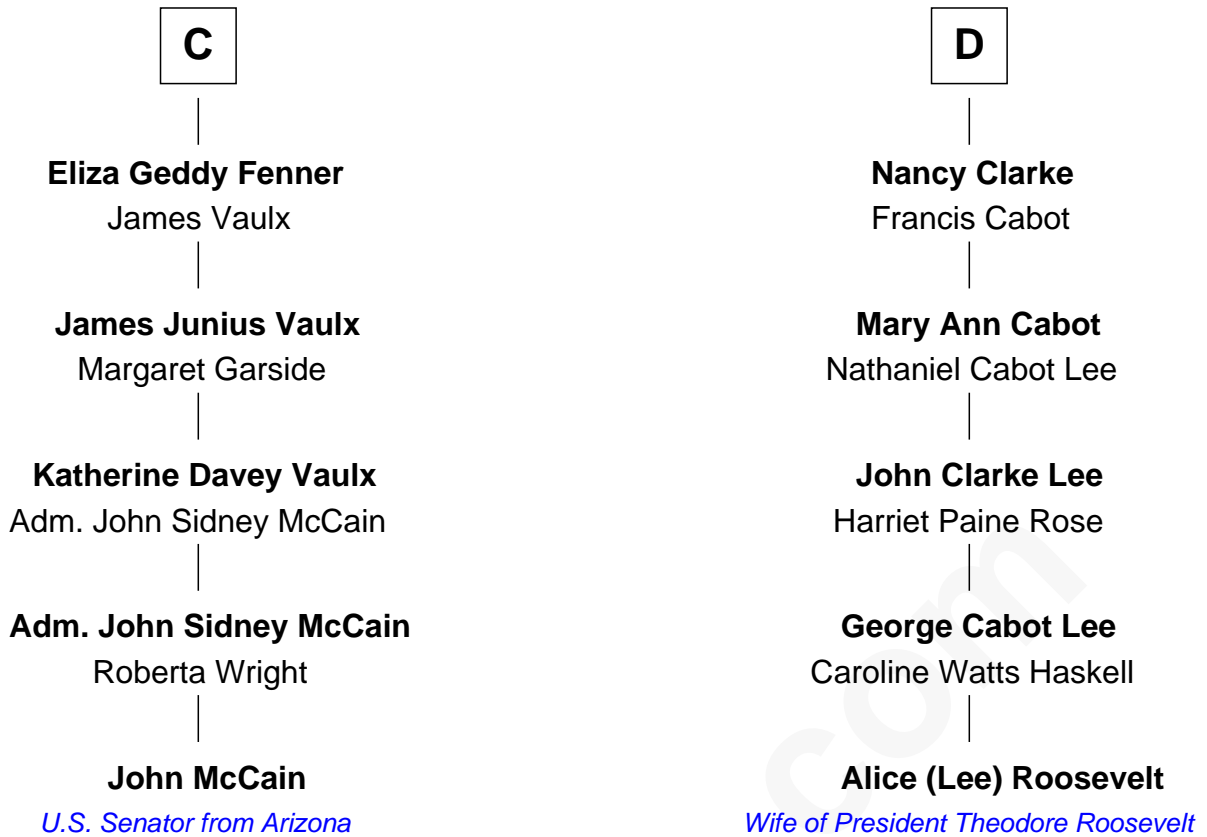 C
Eliza Geddy Fenner
James Vaulx
James Junius Vaulx
Margaret Garside
Katherine Davey Vaulx
Adm. John Sidney McCain
Adm. John Sidney McCain
Roberta Wright
John McCain
U.S. Senator from Arizona
D
Nancy Clarke
Francis Cabot
Mary Ann Cabot
Nathaniel Cabot Lee
John Clarke Lee
Harriet Paine Rose
George Cabot Lee
Caroline Watts Haskell
Alice (Lee) Roosevelt
Wife of President Theodore Roosevelt
com